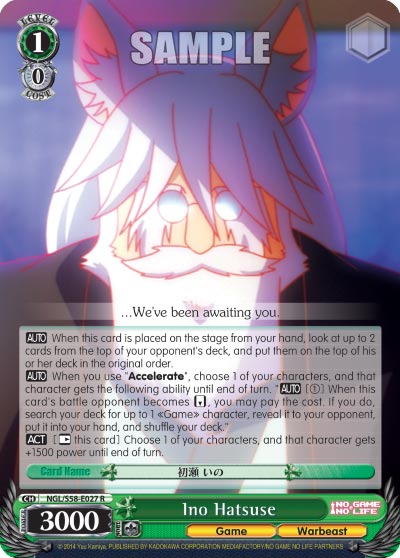 LEVEL
1
0
COST
SAMPLE
...We've been awaiting you.
AUTO When this card is placed on the stage from your hand, look at up to 2
cards from the top of your opponent's deck, and put them on the top of his
or her deck in the original order.
AUTO When you use "Accelerate", choose 1 of your characters, and that
character gets the following ability until end of turn. "AUTO [①] When this
card's battle opponent becomes [], you may pay the cost. If you do,
search your deck for up to 1 «Game» character, reveal it to your opponent,
put it into your hand, and shuffle your deck."
ACT [ this card] Choose 1 of your characters, and that character gets
+1500 power until end of turn.
Card Name
初瀬 いの
CH
NGL/S58-E027 R
3000
Ino Hatsuse
NO GAME
NO LIFE
Game
Warbeast
© 2014 Yuu Kamiya, PUBLISHED BY KADOKAWA CORPORATION MEDIAFACTORY/NO GAME NO LIFE PARTNERS